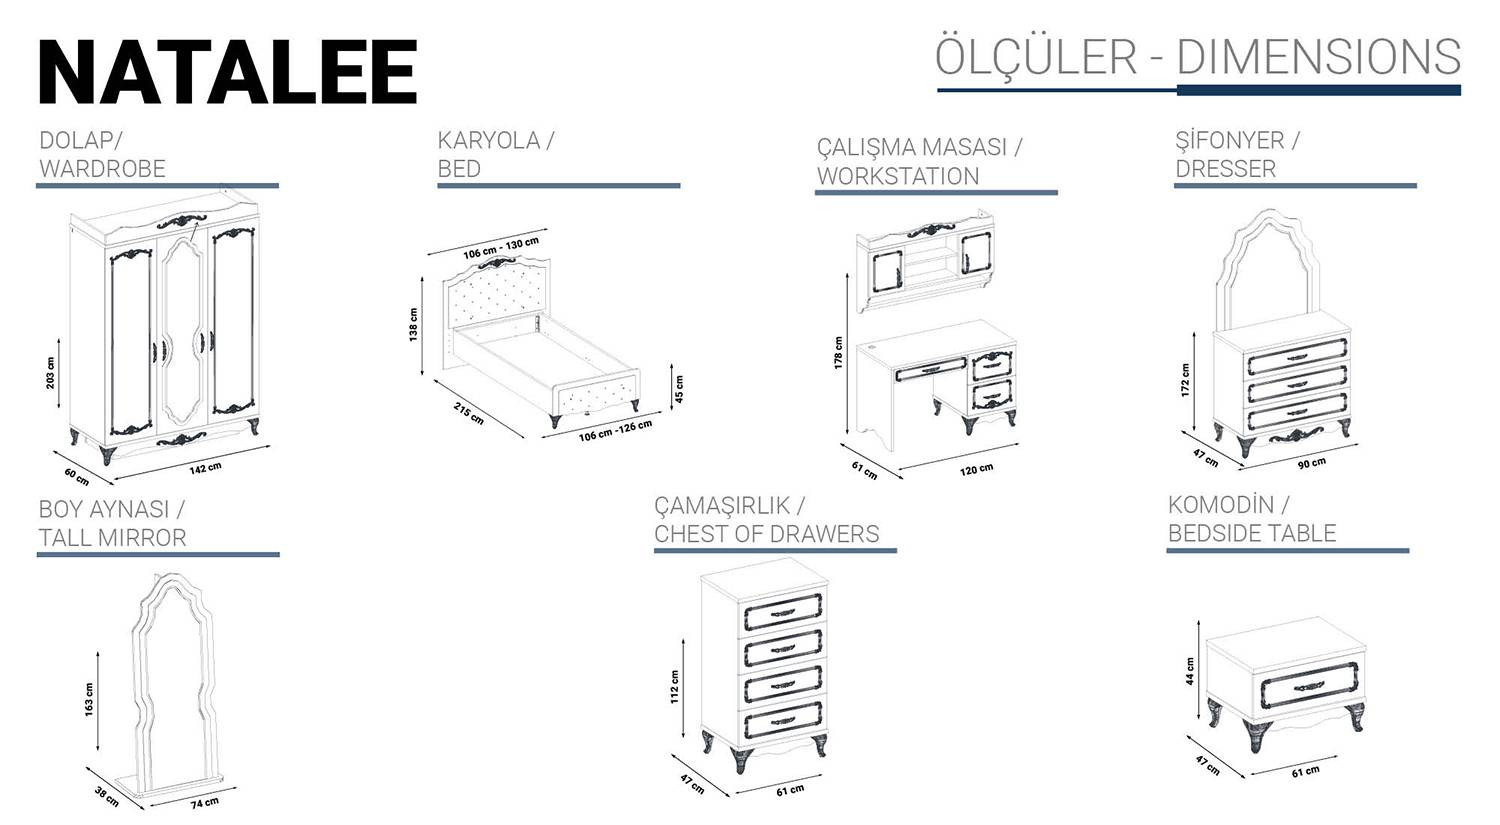 NATALEE
ÖLÇÜLER - DIMENSIONS
DOLAP/
WARDROBE
203 cm
60 cm
142 cm
KARYOLA /
BED
106 cm - 130 cm
138 cm
215 cm
45 cm
106 cm -126 cm
ÇALIŞMA MASASI /
WORKSTATION
178 cm
61 cm
120 cm
ŞİFONYER /
DRESSER
172 cm
47 cm
90 cm
BOY AYNASI /
TALL MIRROR
163 cm
38 cm
74 cm
ÇAMAŞIRLIK /
CHEST OF DRAWERS
112 cm
47 cm
61 cm
KOMODİN /
BEDSIDE TABLE
44 cm
47 cm
61 cm